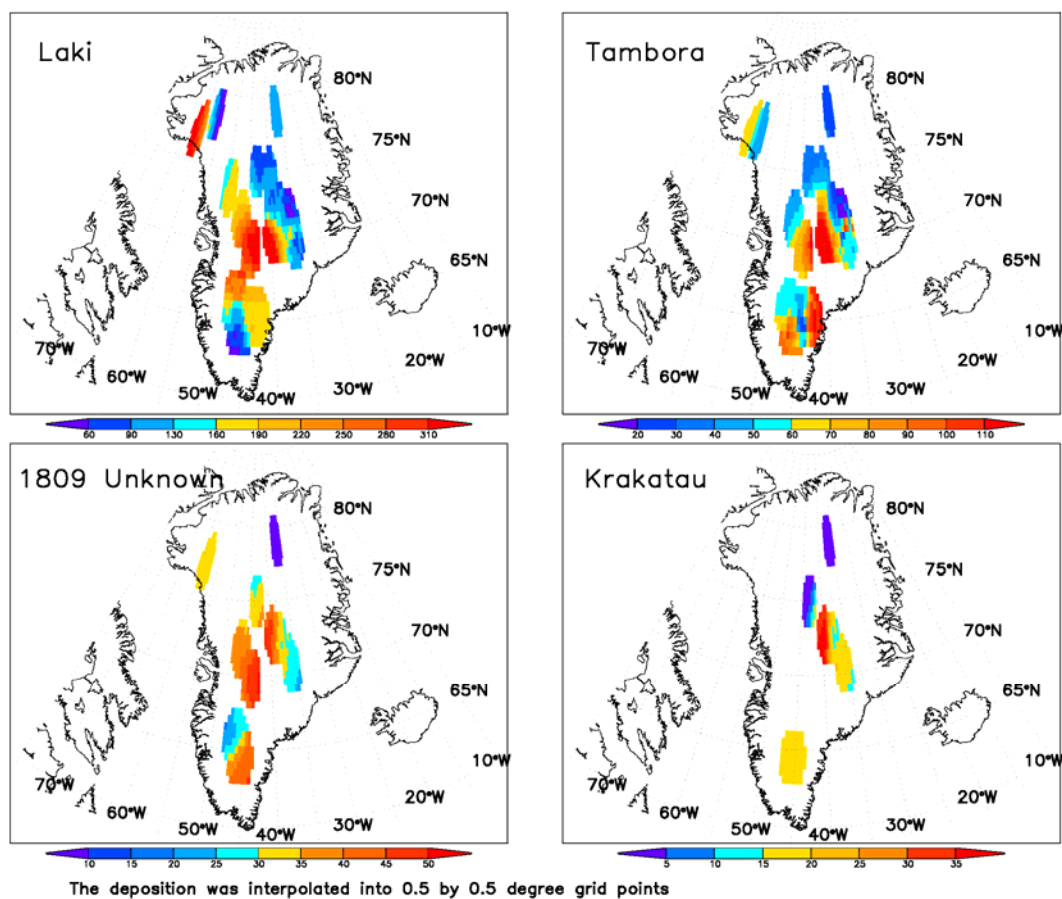 Laki
80°N
75°N
70°N
65°N
10°W
20°W
30°W
40°W
50°W
60°W
70°W
60 90 130 160 190 220 250 280 310
Tambora
80°N
75°N
70°N
65°N
10°W
20°W
30°W
40°W
50°W
60°W
70°W
20 30 40 50 60 70 80 90 100 110
1809 Unknown
80°N
75°N
70°N
65°N
10°W
20°W
30°W
40°W
50°W
60°W
70°W
10 15 20 25 30 35 40 45 50
Krakatau
80°N
75°N
70°N
65°N
10°W
20°W
30°W
40°W
50°W
60°W
70°W
5 10 15 20 25 30 35
The deposition was interpolated into 0.5 by 0.5 degree grid points